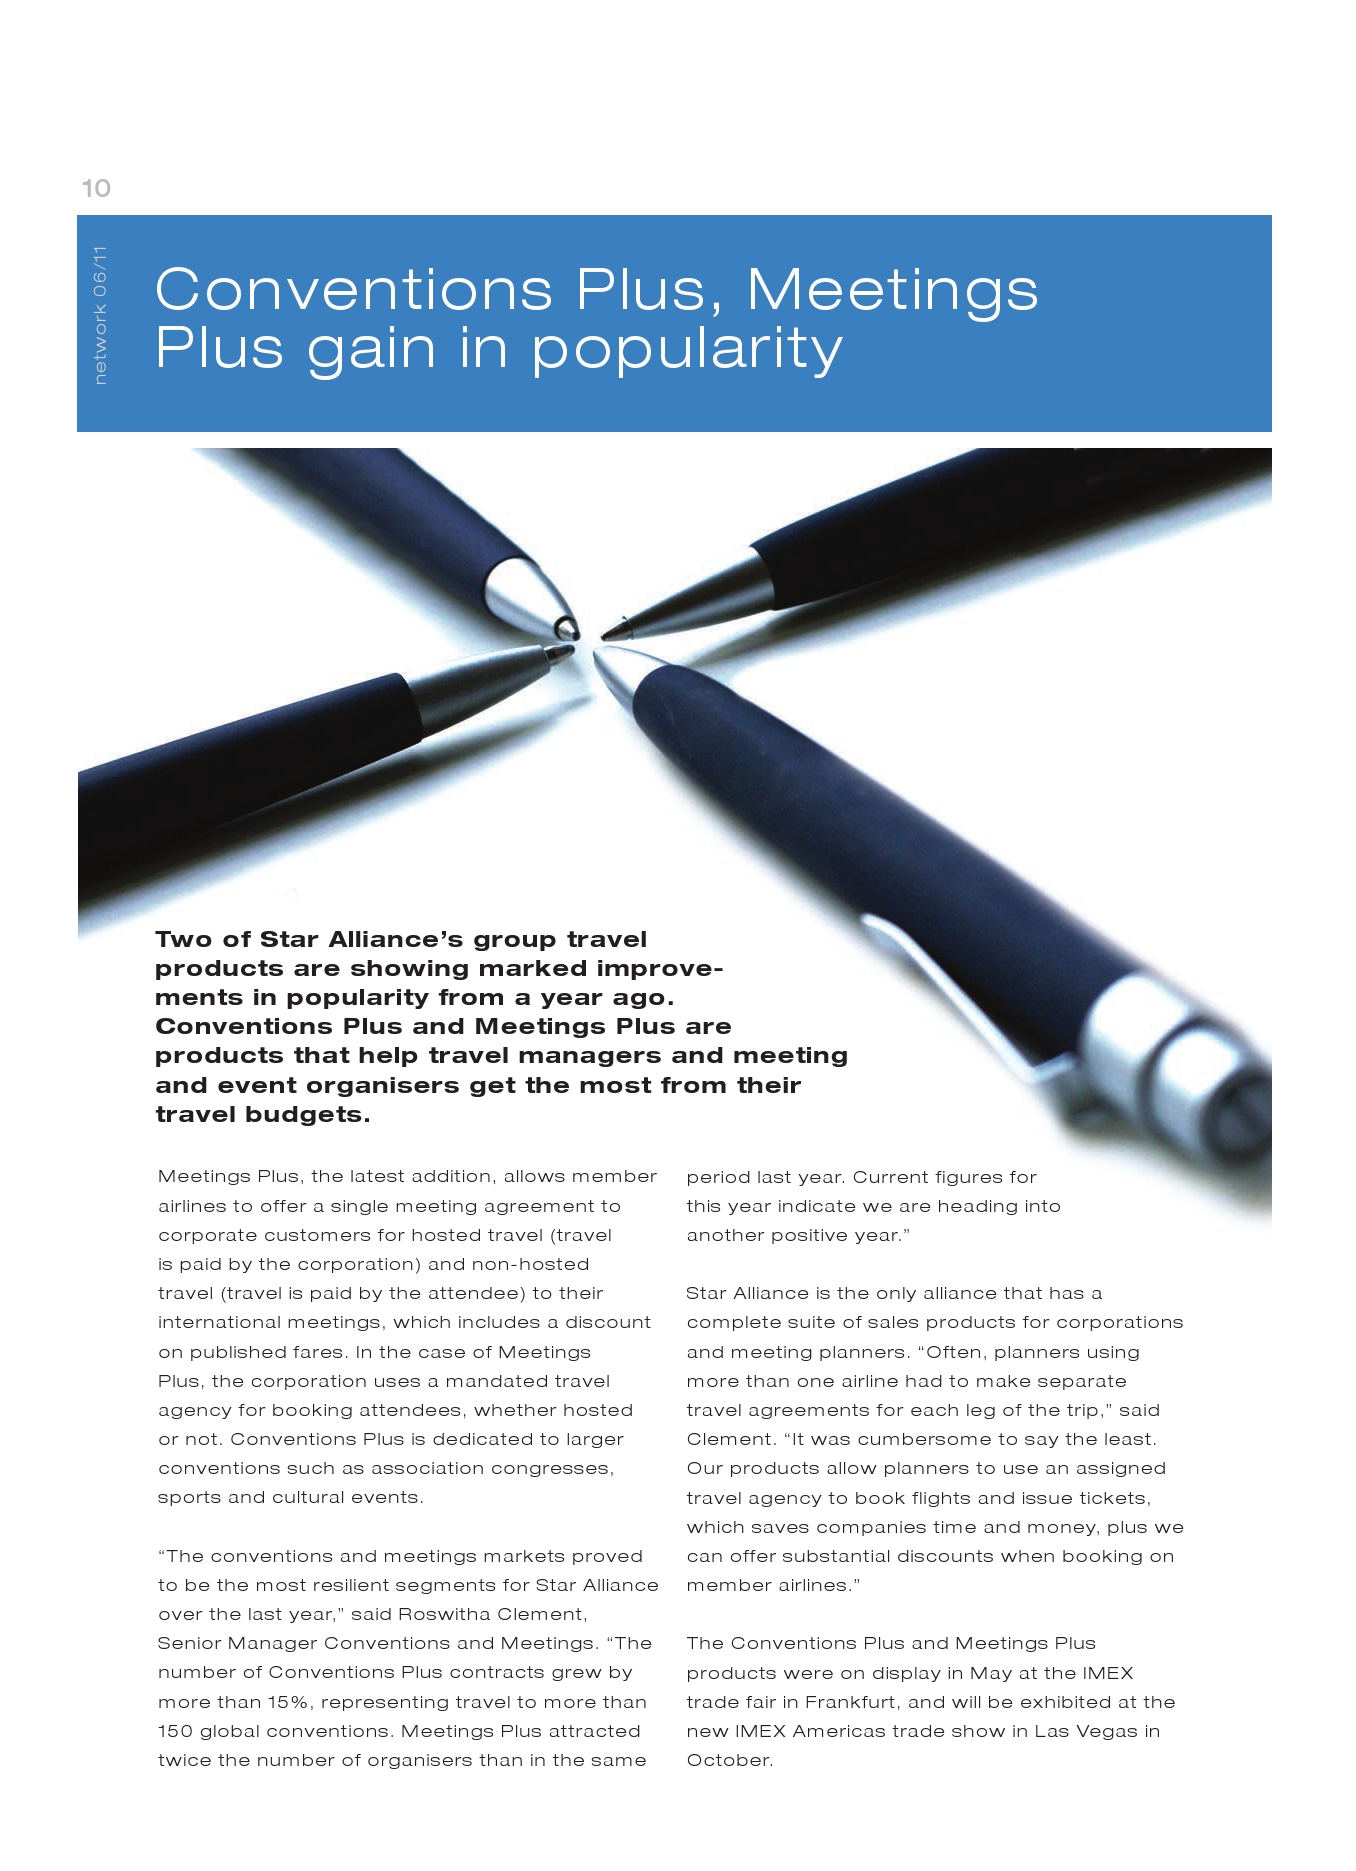 10
network 06/11
Conventions Plus, Meetings
Plus gain in popularity
Two of Star Alliance’s group travel
products are showing marked improve-
ments in popularity from a year ago.
Conventions Plus and Meetings Plus are
products that help travel managers and meeting
and event organisers get the most from their
travel budgets.
Meetings Plus, the latest addition, allows member
airlines to offer a single meeting agreement to
corporate customers for hosted travel (travel
is paid by the corporation) and non-hosted
travel (travel is paid by the attendee) to their
international meetings, which includes a discount
on published fares. In the case of Meetings
Plus, the corporation uses a mandated travel
agency for booking attendees, whether hosted
or not. Conventions Plus is dedicated to larger
conventions such as association congresses,
sports and cultural events.
“The conventions and meetings markets proved
to be the most resilient segments for Star Alliance
over the last year,” said Roswitha Clement,
Senior Manager Conventions and Meetings. “The
number of Conventions Plus contracts grew by
more than 15%, representing travel to more than
150 global conventions. Meetings Plus attracted
twice the number of organisers than in the same
period last year. Current figures for
this year indicate we are heading into
another positive year.”
Star Alliance is the only alliance that has a
complete suite of sales products for corporations
and meeting planners. “Often, planners using
more than one airline had to make separate
travel agreements for each leg of the trip,” said
Clement. “It was cumbersome to say the least.
Our products allow planners to use an assigned
travel agency to book flights and issue tickets,
which saves companies time and money, plus we
can offer substantial discounts when booking on
member airlines.”
The Conventions Plus and Meetings Plus
products were on display in May at the IMEX
trade fair in Frankfurt, and will be exhibited at the
new IMEX Americas trade show in Las Vegas in
October.